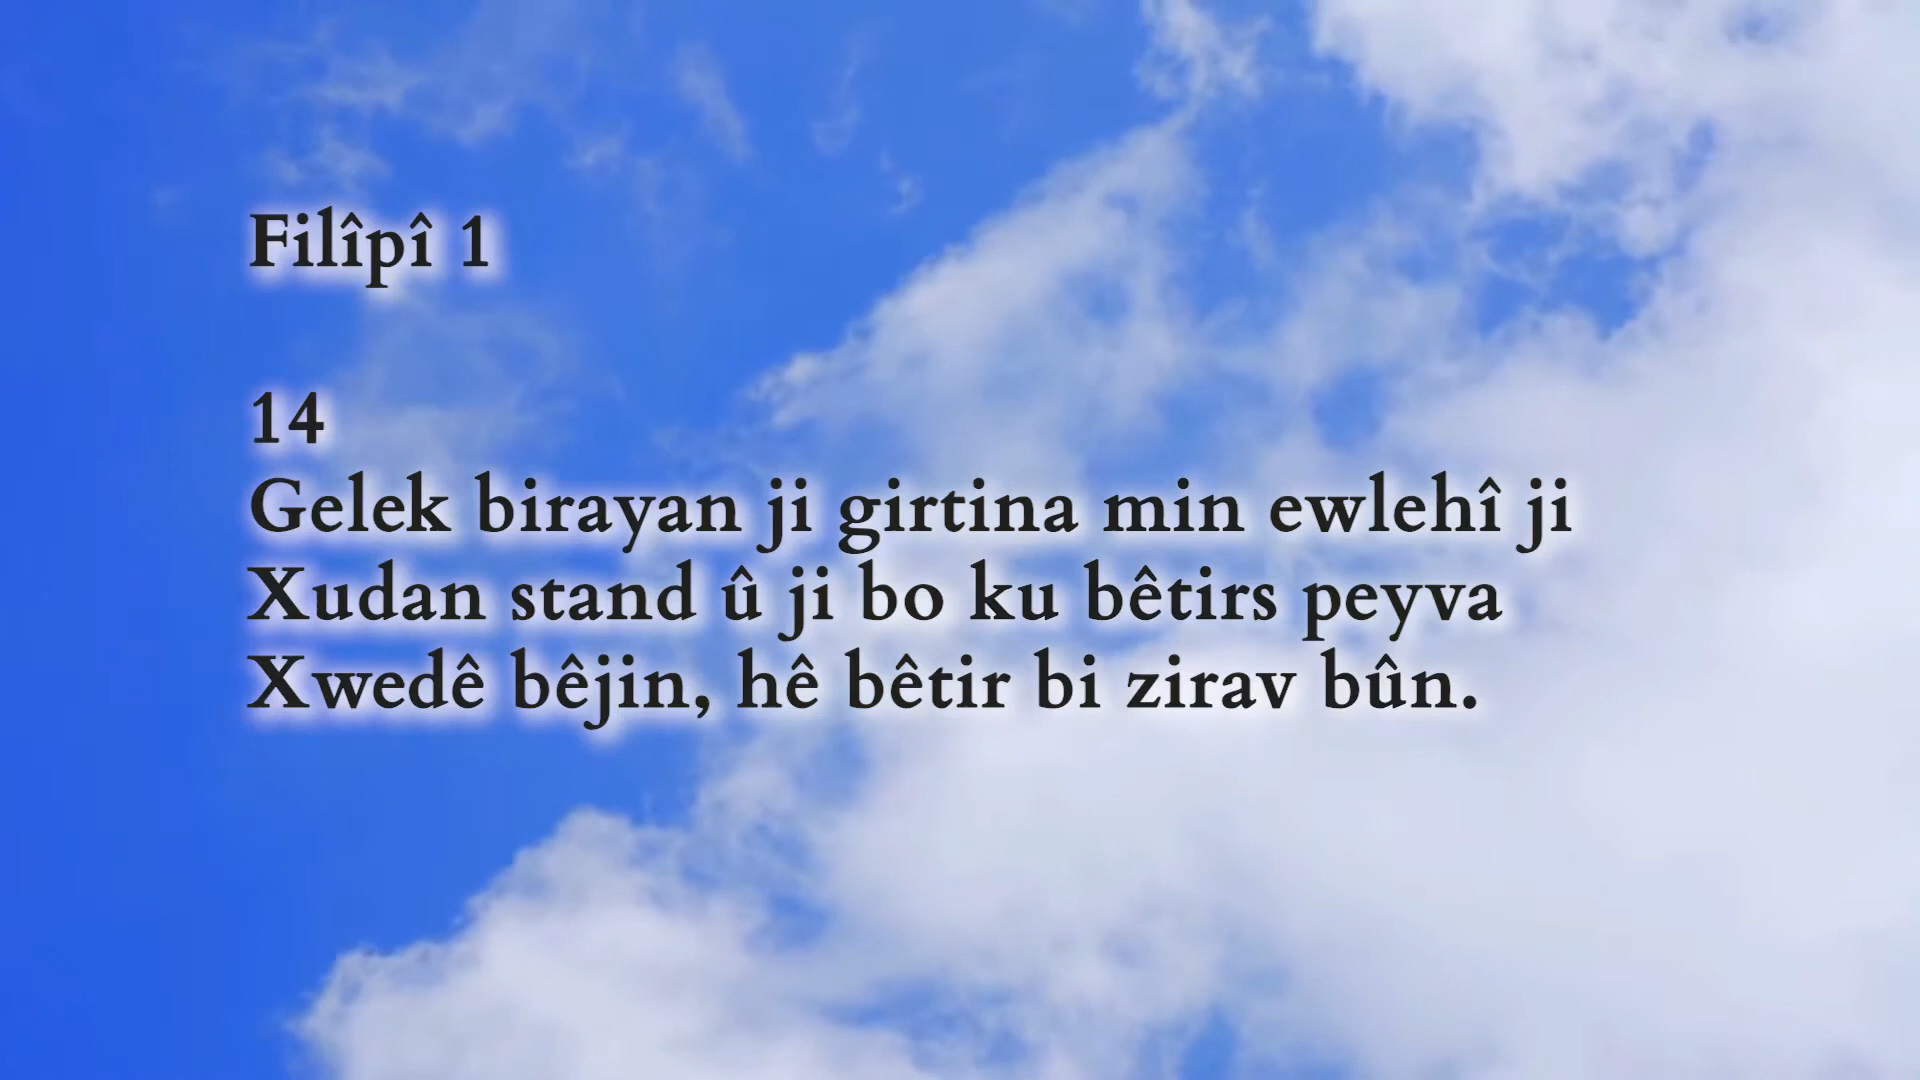 Filîpî 1
14
Gelek birayan ji girtina min ewlehî ji
Xudan stand û ji bo ku bêtirs peyva
Xwedê bêjin, hê bêtir bi zirav bûn.